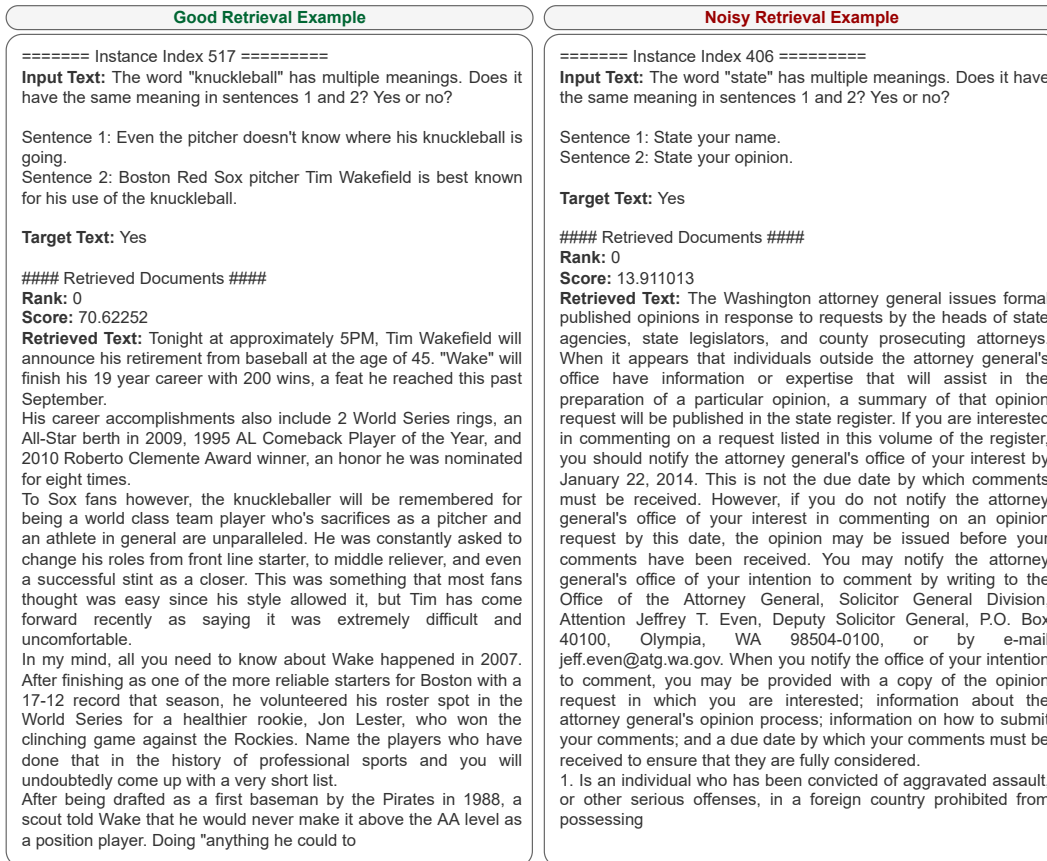 Good Retrieval Example
======= Instance Index 517 =========
Input Text: The word "knuckleball" has multiple meanings. Does it
have the same meaning in sentences 1 and 2? Yes or no?
Sentence 1: Even the pitcher doesn't know where his knuckleball is
going.
Sentence 2: Boston Red Sox pitcher Tim Wakefield is best known
for his use of the knuckleball.
Target Text: Yes
#### Retrieved Documents ####
Rank: 0
Score: 70.62252
Retrieved Text: Tonight at approximately 5PM, Tim Wakefield will
announce his retirement from baseball at the age of 45. "Wake" will
finish his 19 year career with 200 wins, a feat he reached this past
September.
His career accomplishments also include 2 World Series rings, an
All-Star berth in 2009, 1995 AL Comeback Player of the Year, and
2010 Roberto Clemente Award winner, an honor he was nominated
for eight times.
To Sox fans however, the knuckleballer will be remembered for
being a world class team player who's sacrifices as a pitcher and
an athlete in general are unparalleled. He was constantly asked to
change his roles from front line starter, to middle reliever, and even
a successful stint as a closer. This was something that most fans
thought was easy since his style allowed it, but Tim has come
forward recently as saying it was extremely difficult and
uncomfortable.
In my mind, all you need to know about Wake happened in 2007.
After finishing as one of the more reliable starters for Boston with a
17-12 record that season, he volunteered his roster spot in the
World Series for a healthier rookie, Jon Lester, who won the
clinching game against the Rockies. Name the players who have
done that in the history of professional sports and you will
undoubtedly come up with a very short list.
After being drafted as a first baseman by the Pirates in 1988, a
scout told Wake that he would never make it above the AA level as
a position player. Doing "anything he could to
Noisy Retrieval Example
======= Instance Index 406 =========
Input Text: The word "state" has multiple meanings. Does it have
the same meaning in sentences 1 and 2? Yes or no?
Sentence 1: State your name.
Sentence 2: State your opinion.
Target Text: Yes
#### Retrieved Documents ####
Rank: 0
Score: 13.911013
Retrieved Text: The Washington attorney general issues formal
published opinions in response to requests by the heads of state
agencies, state legislators, and county prosecuting attorneys.
When it appears that individuals outside the attorney general's
office have information or expertise that will assist in the
preparation of a particular opinion, a summary of that opinion
request will be published in the state register. If you are interested
in commenting on a request listed in this volume of the register,
you should notify the attorney general's office of your interest by
January 22, 2014. This is not the due date by which comments
must be received. However, if you do not notify the attorney
general's office of your interest in commenting on an opinion
request by this date, the opinion may be issued before your
comments have been received. You may notify the attorney
general's office of your intention to comment by writing to the
Office of the Attorney General, Solicitor General Division,
Attention Jeffrey T. Even, Deputy Solicitor General, P.O. Box
40100, Olympia, WA 98504-0100, or by e-mail
jeff.even@atg.wa.gov. When you notify the office of your intention
to comment, you may be provided with a copy of the opinion
request in which you are interested; information about the
attorney general's opinion process; information on how to submit
your comments; and a due date by which your comments must be
received to ensure that they are fully considered.
1. Is an individual who has been convicted of aggravated assault,
or other serious offenses, in a foreign country prohibited from
possessing